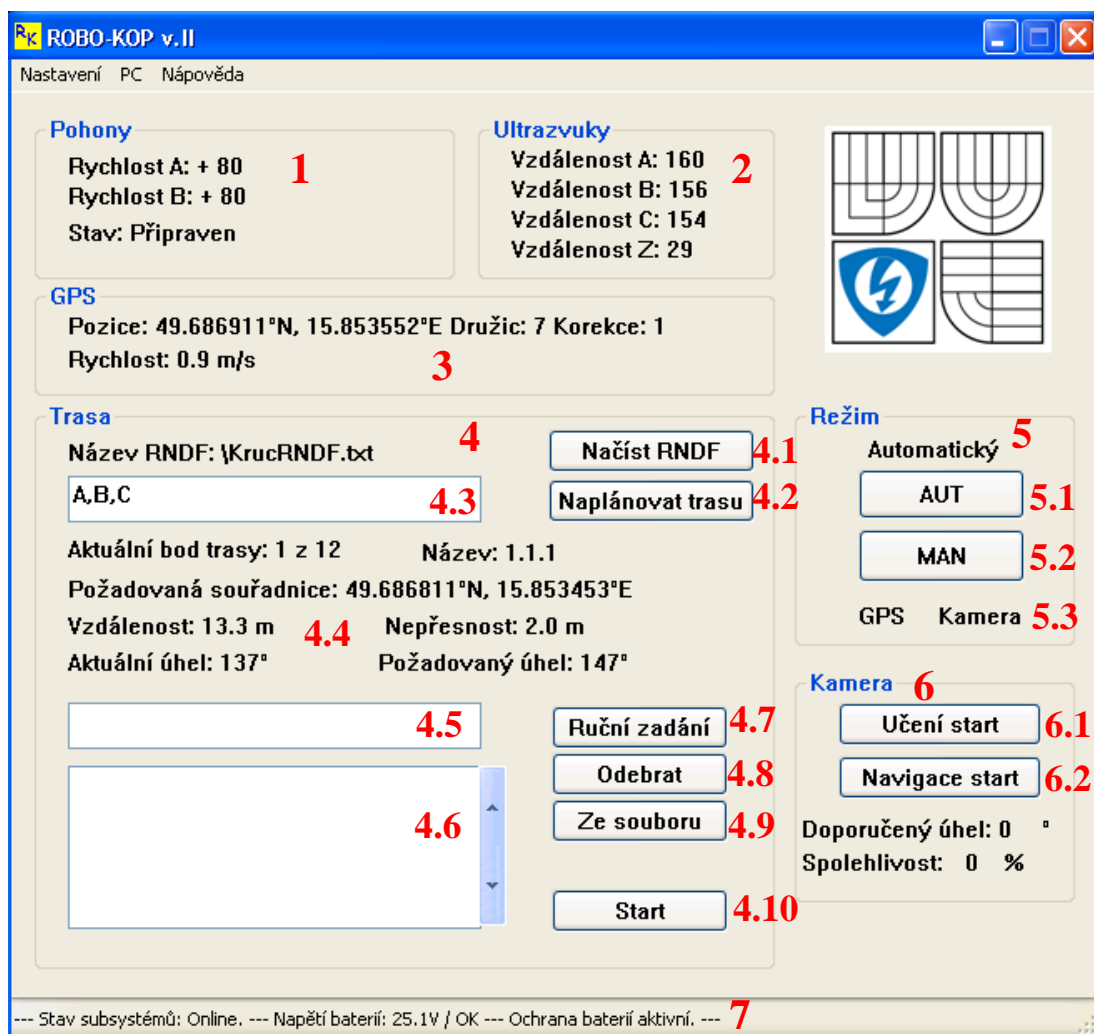 ROBO-KOP v.II
Nastavení PC Nápověda
Pohony
Rychlost A: + 80
Rychlost B: + 80
Stav: Připraven
1
Ultrazvuky
Vzdálenost A: 160
Vzdálenost B: 156
Vzdálenost C: 154
Vzdálenost Z: 29
2
GPS
Pozice: 49.686911°N, 15.853552°E Družic: 7 Korekce: 1
Rychlost: 0.9 m/s
3
Trasa
4
Název RNDF: \KrucRNDF.txt
Načíst RNDF 4.1
A,B,C 4.3
Naplánovat trasu 4.2
Aktuální bod trasy: 1 z 12 Název: 1.1.1
Požadovaná souřadnice: 49.686811°N, 15.853453°E
Vzdálenost: 13.3 m 4.4 Nepřesnost: 2.0 m
Aktuální úhel: 137° Požadovaný úhel: 147°
4.5
Ruční zadání 4.7
Odebrat 4.8
4.6
Ze souboru 4.9
Start 4.10
Režim
5
Automatický
AUT 5.1
MAN 5.2
GPS Kamera 5.3
Kamera 6
Učení start 6.1
Navigace start 6.2
Doporučený úhel: 0 °
Spolehlivost: 0 %
--- Stav subsystémů: Online. --- Napětí baterií: 25.1V / OK --- Ochrana baterií aktivní. --- 7